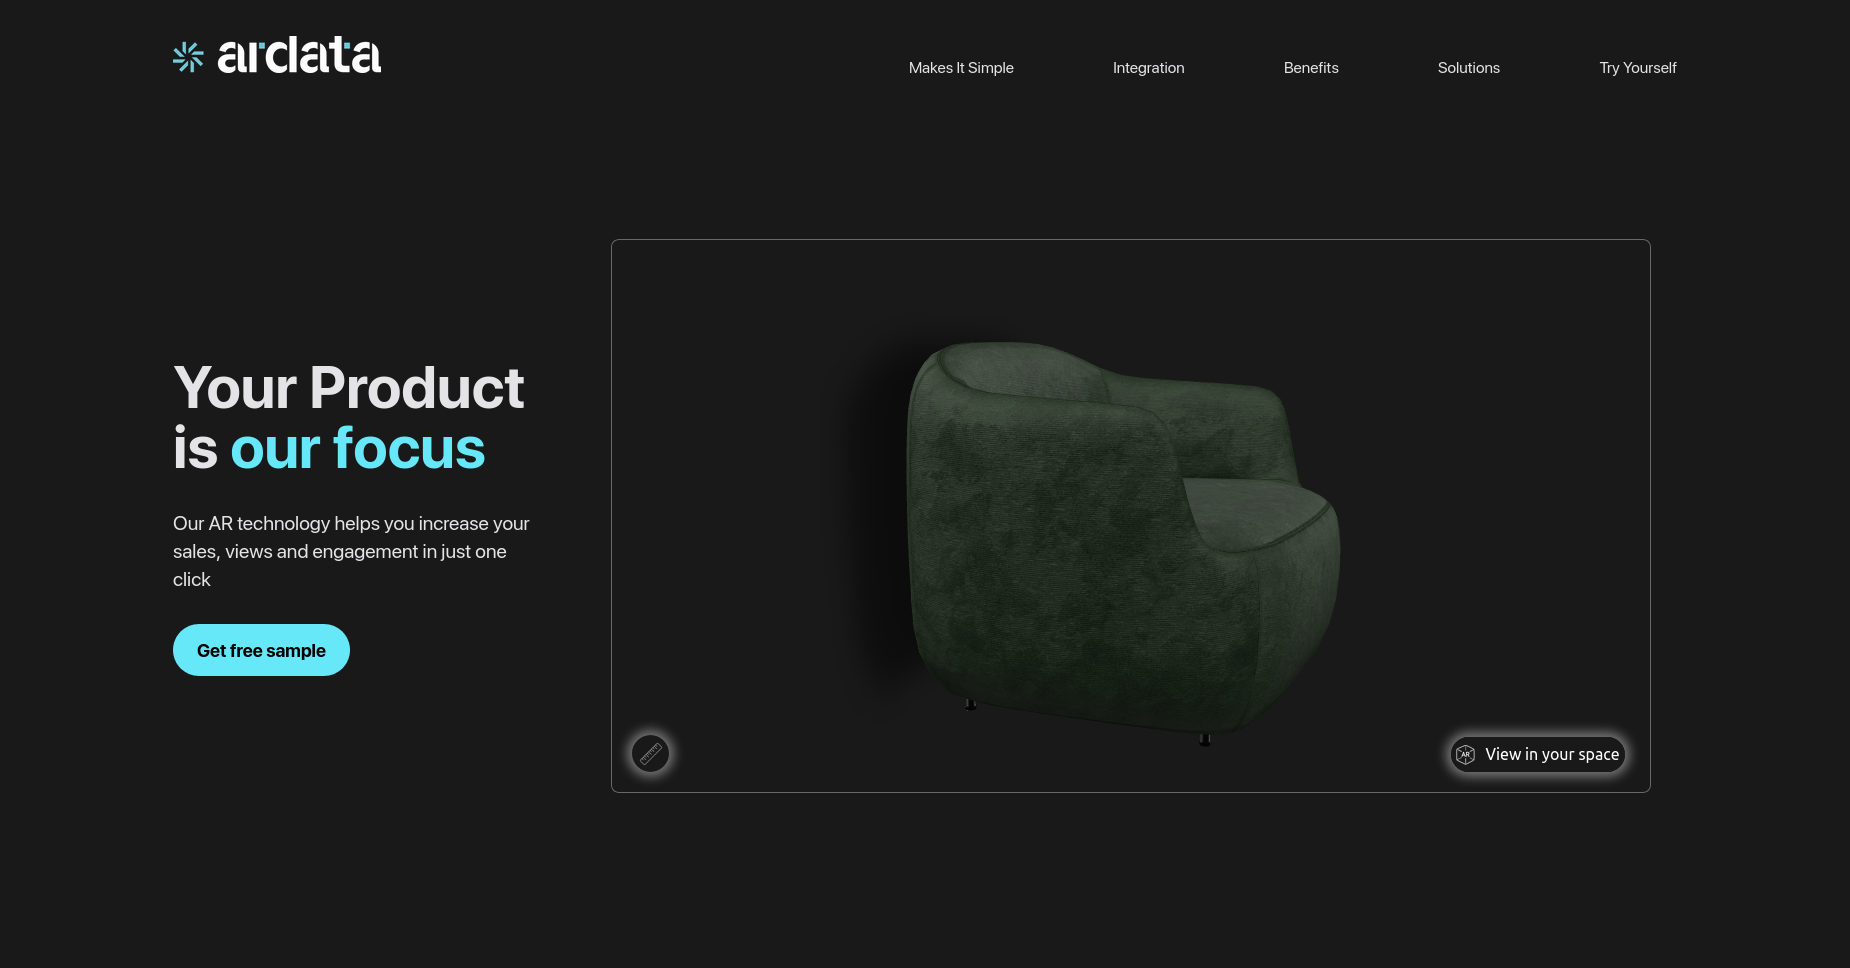 ardata
Makes It Simple
Integration
Benefits
Solutions
Try Yourself
Your Product
is our focus
Our AR technology helps you increase your
sales, views and engagement in just one
click
Get free sample
AR View in your space